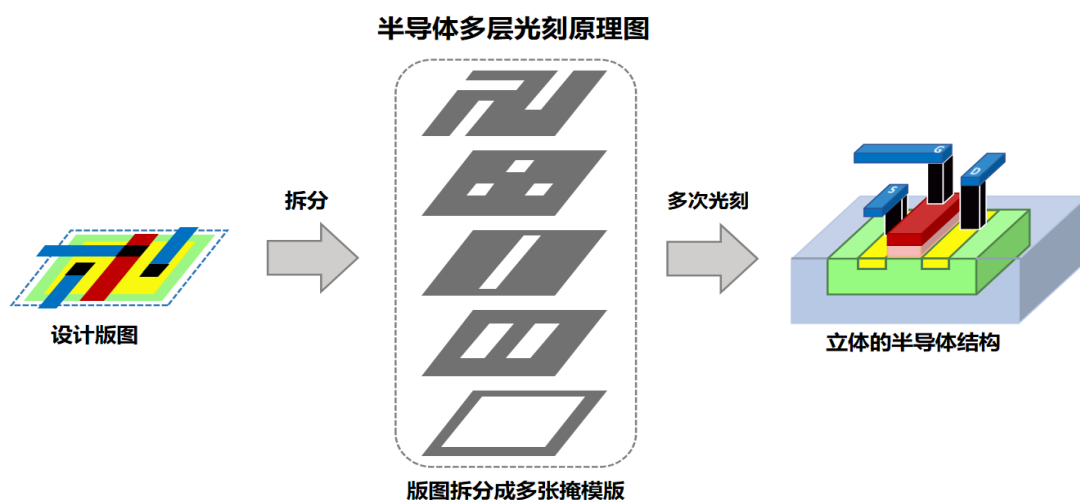 半导体多层光刻原理图
拆分
多次光刻
G
S
D
设计版图
立体的半导体结构
版图拆分成多张掩模版